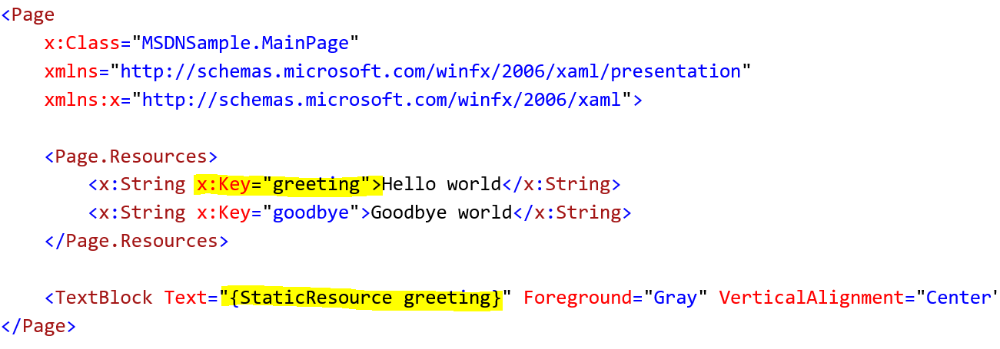 <Page
    x:Class="MSDNSample.MainPage"
    xmlns="http://schemas.microsoft.com/winfx/2006/xaml/presentation"
    xmlns:x="http://schemas.microsoft.com/winfx/2006/xaml">
    <Page.Resources>
        <x:String x:Key="greeting">Hello world</x:String>
        <x:String x:Key="goodbye">Goodbye world</x:String>
    </Page.Resources>
    <TextBlock Text="{StaticResource greeting}" Foreground="Gray" VerticalAlignment="Center"
</Page>